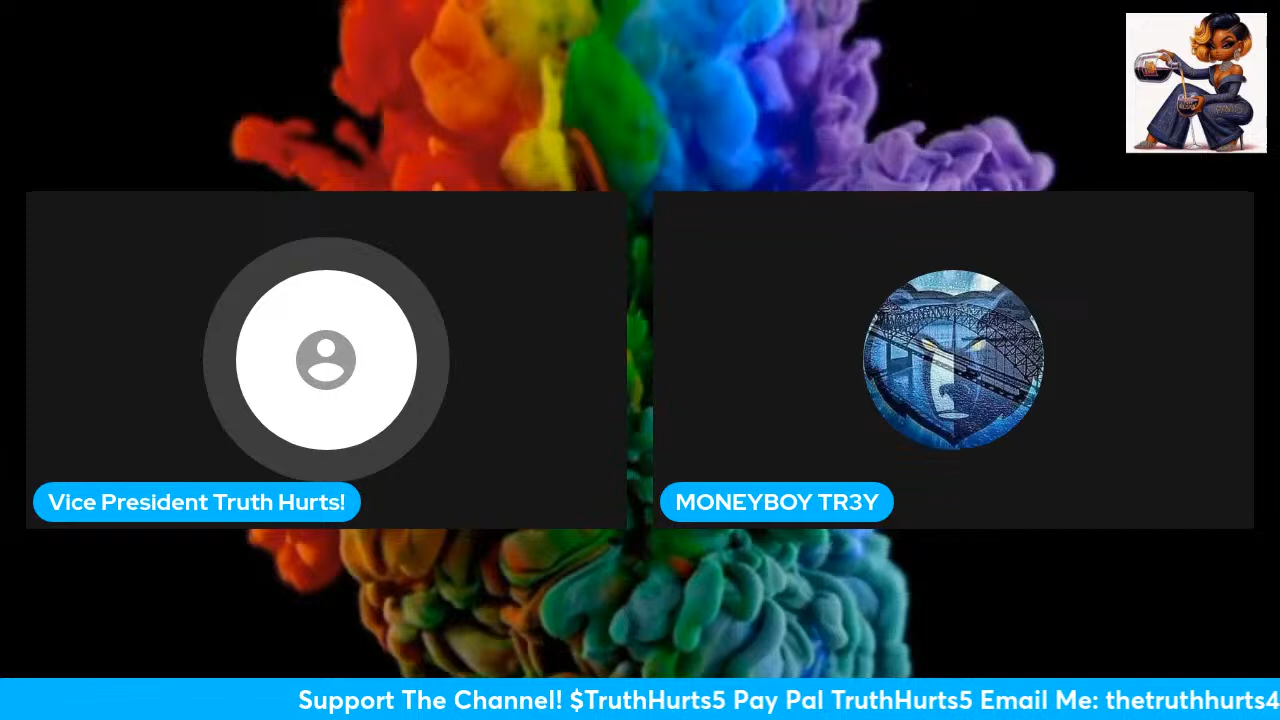 Vice President Truth Hurts!
MONEYBOY TR3Y
Support The Channel! $TruthHurts5 Pay Pal TruthHurts5 Email Me: thetruthhurts4